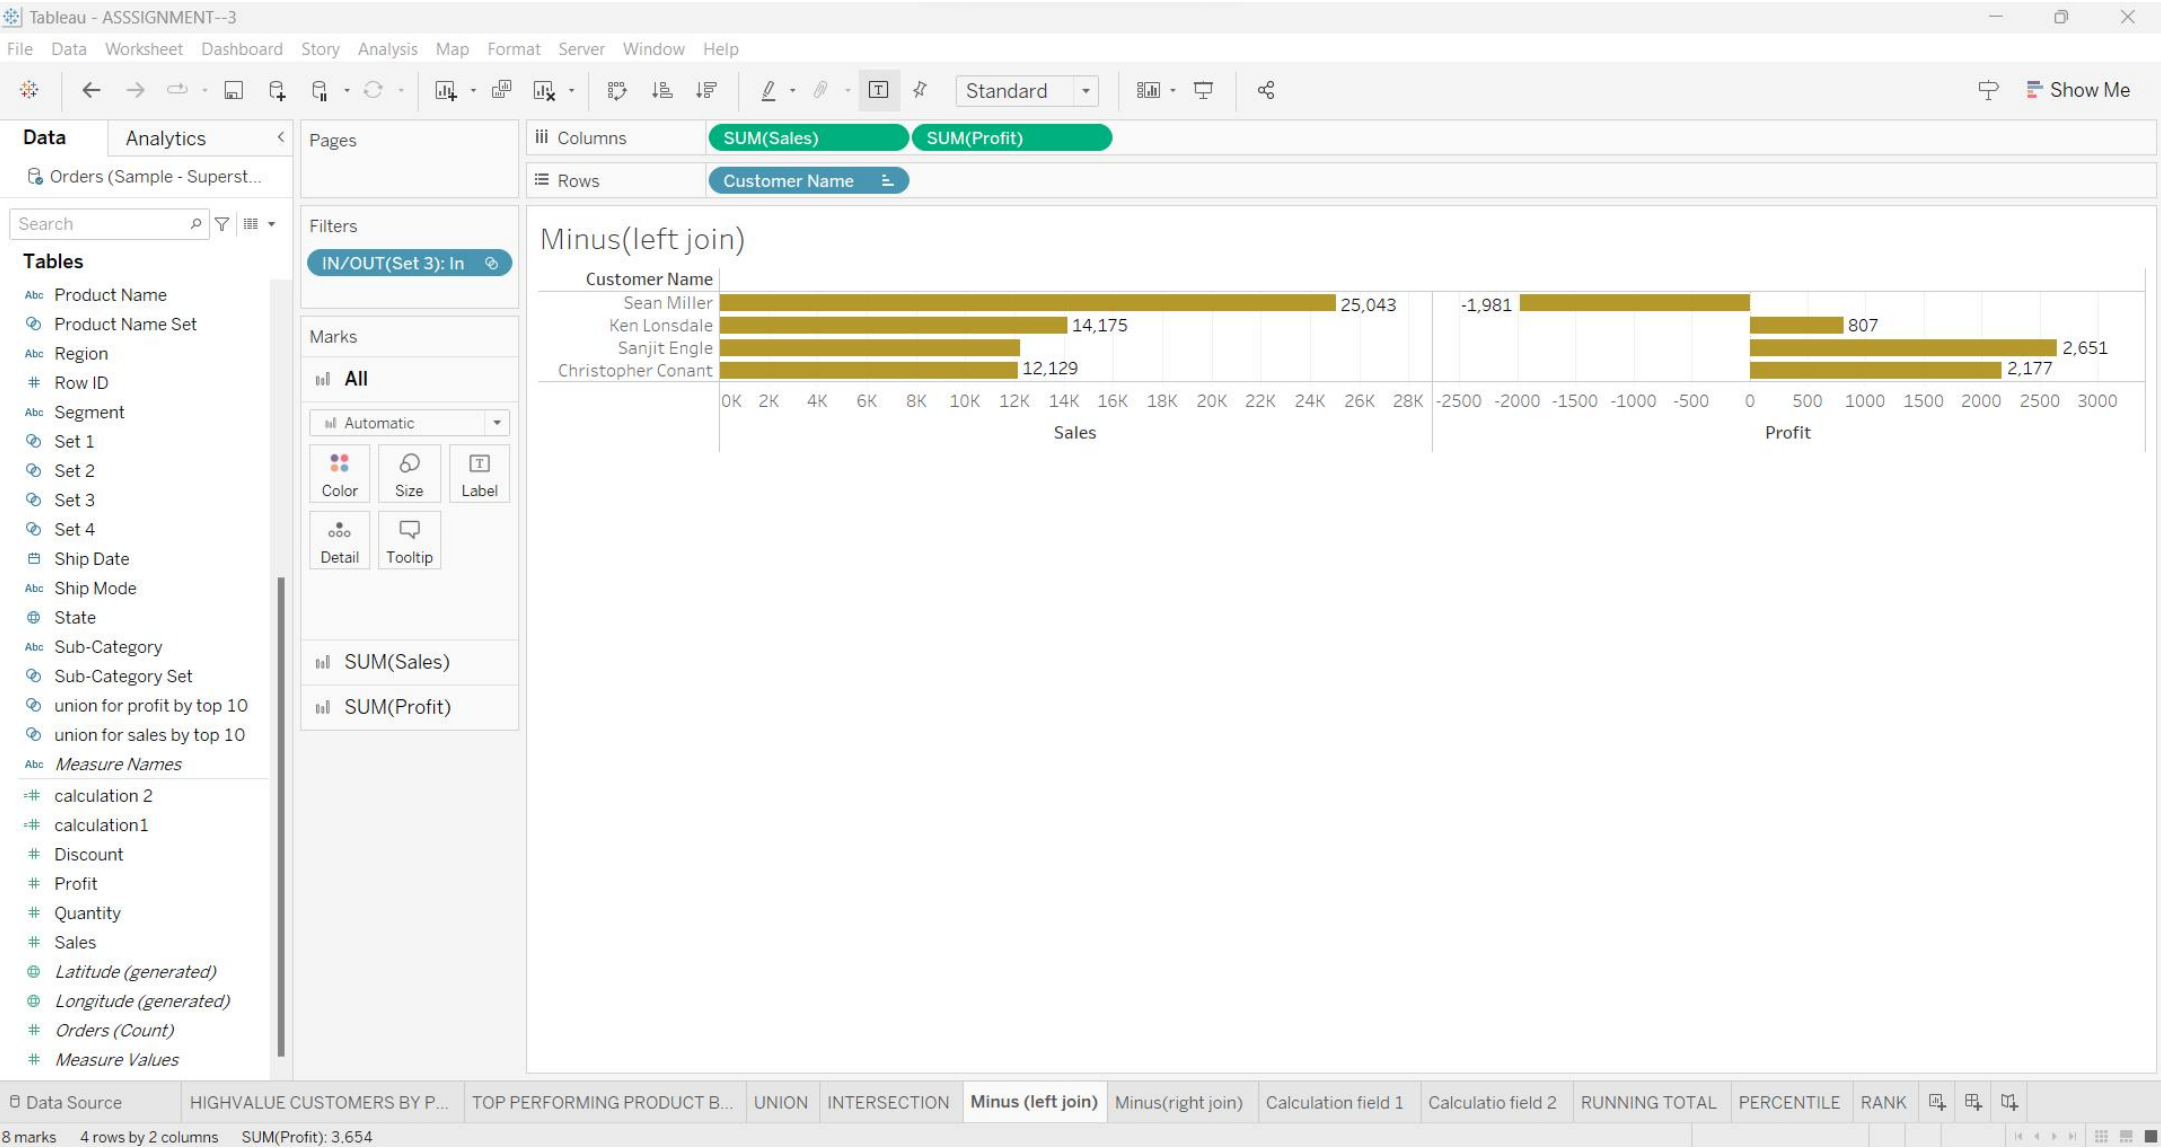 Tableau - ASSSIGNMENT--3
File Data Worksheet Dashboard Story Analysis Map Format Server Window Help
Standard
Show Me
Data
Analytics
Orders (Sample - Superst...
Search
Tables
Abc Product Name
Product Name Set
Abc Region
# Row ID
Abc Segment
Set 1
Set 2
Set 3
Set 4
Ship Date
Abc Ship Mode
State
Abc Sub-Category
Sub-Category Set
union for profit by top 10
union for sales by top 10
Abc Measure Names
=# calculation 2
=# calculation1
# Discount
# Profit
# Quantity
# Sales
Latitude (generated)
Longitude (generated)
# Orders (Count)
# Measure Values
Pages
Filters
IN/OUT(Set 3): In
Marks
All
Automatic
Color Size Label
Detail Tooltip
SUM(Sales)
SUM(Profit)
Columns SUM(Sales) SUM(Profit)
Rows Customer Name
Minus(left join)
Customer Name
Sean Miller 25,043 -1,981
Ken Lonsdale 14,175 807
Sanjit Engle 2,651
Christopher Conant 12,129 2,177
0K 2K 4K 6K 8K 10K 12K 14K 16K 18K 20K 22K 24K 26K 28K -2500 -2000 -1500 -1000 -500 0 500 1000 1500 2000 2500 3000
Sales Profit
Data Source HIGHVALUE CUSTOMERS BY P... TOP PERFORMING PRODUCT B... UNION INTERSECTION Minus (left join) Minus(right join) Calculation field 1 Calculatio field 2 RUNNING TOTAL PERCENTILE RANK
8 marks 4 rows by 2 columns SUM(Profit): 3,654